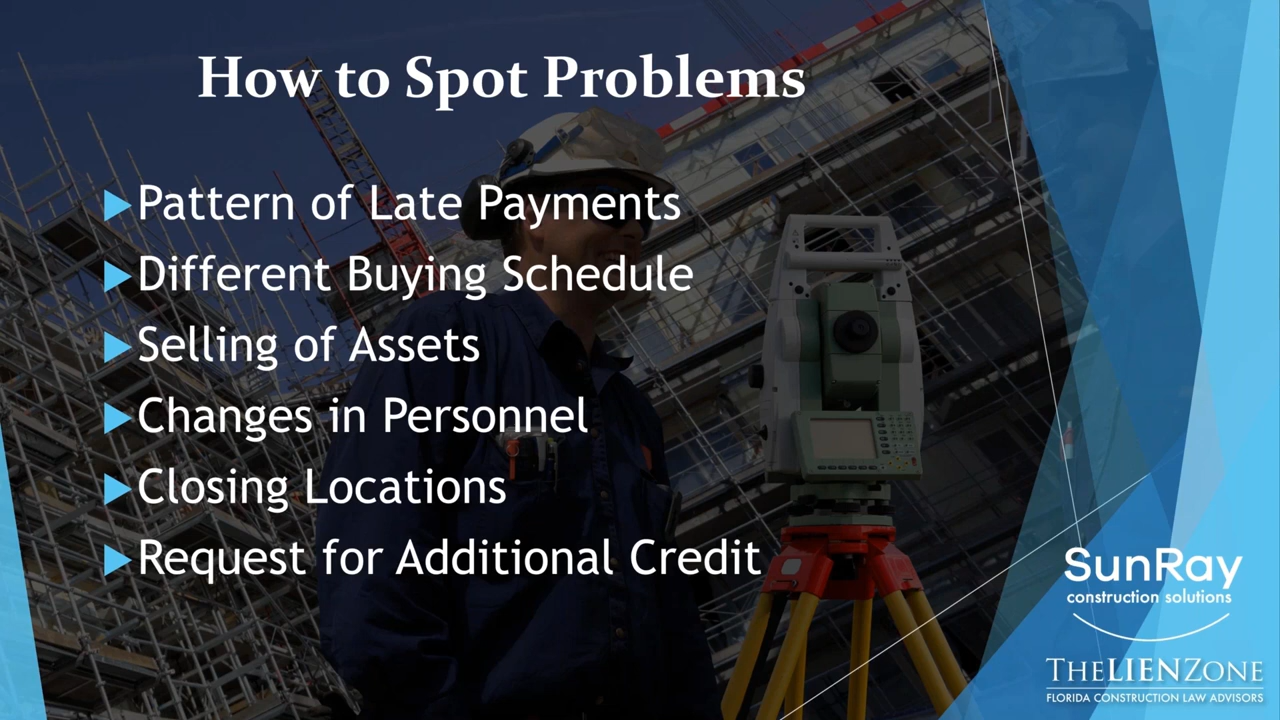 How to Spot Problems
Pattern of Late Payments
Different Buying Schedule
Selling of Assets
Changes in Personnel
Closing Locations
Request for Additional Credit
SunRay
construction solutions
THELIENZONE
FLORIDA CONSTRUCTION LAW ADVISORS